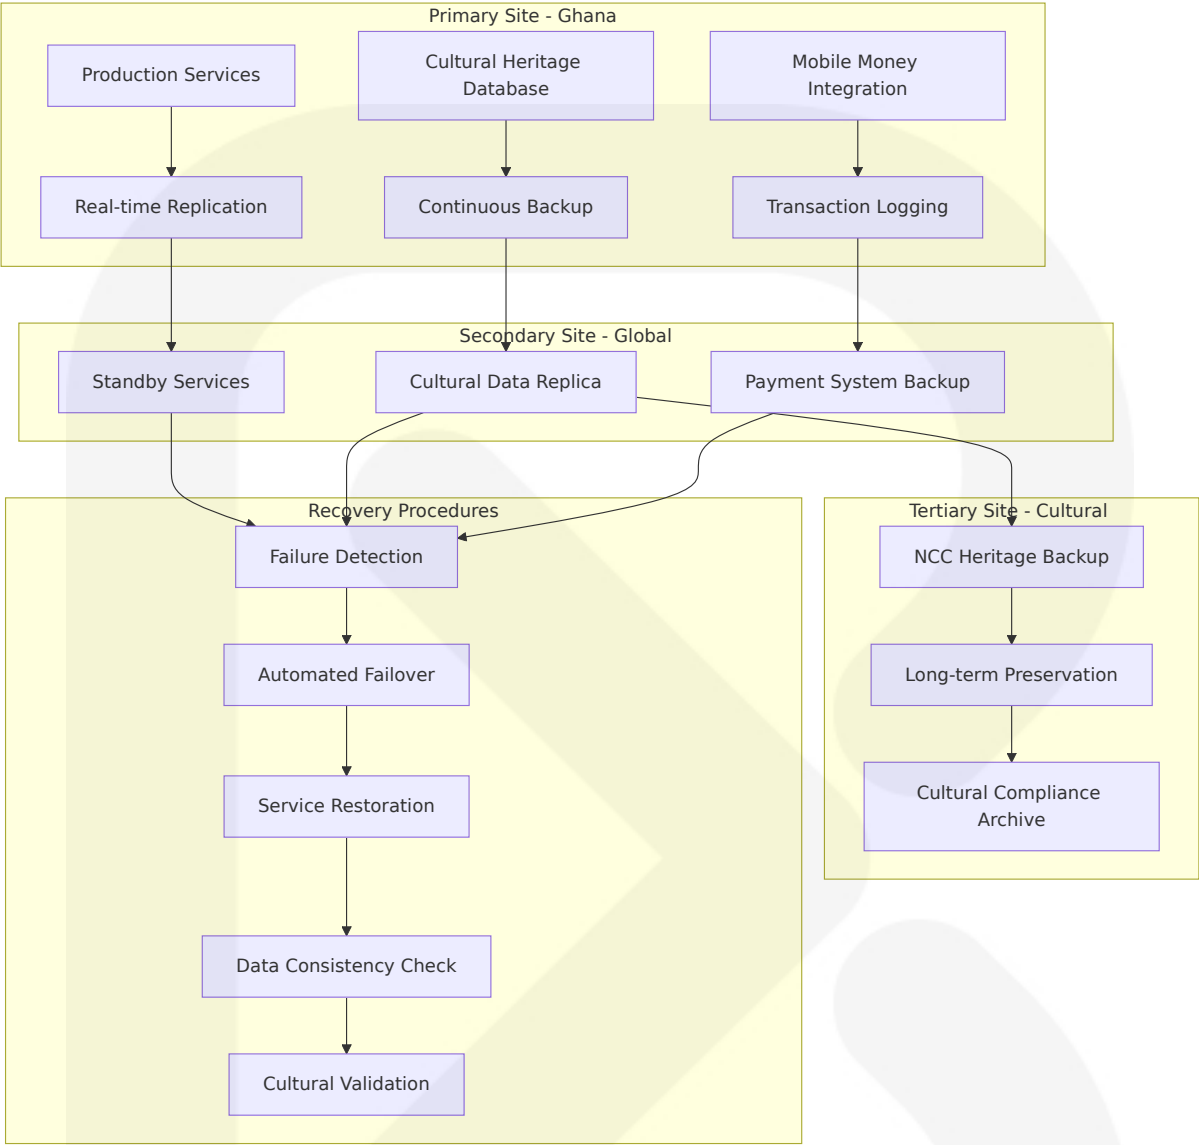 Primary Site - Ghana
Production Services
Cultural Heritage
Database
Mobile Money
Integration
Real-time Replication
Continuous Backup
Transaction Logging
Secondary Site - Global
Standby Services
Cultural Data Replica
Payment System Backup
Recovery Procedures
Failure Detection
Automated Failover
Service Restoration
Data Consistency Check
Cultural Validation
Tertiary Site - Cultural
NCC Heritage Backup
Long-term Preservation
Cultural Compliance
Archive